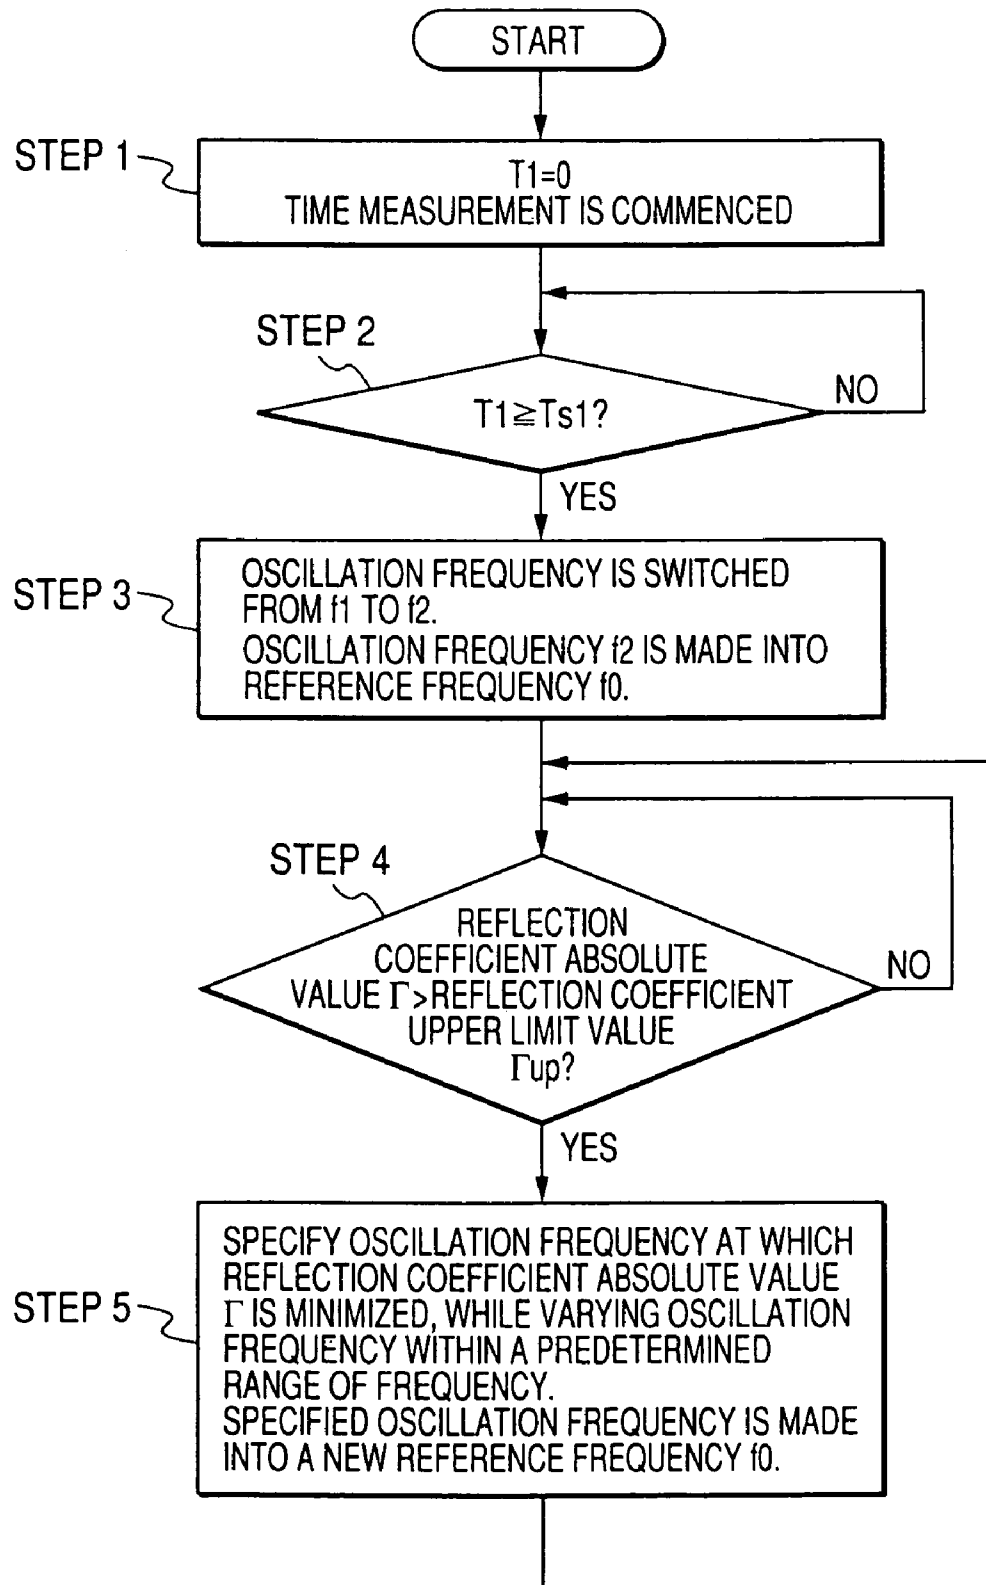 START
STEP 1
T1=0
TIME MEASUREMENT IS COMMENCED
STEP 2
T1≧Ts1?
NO
YES
STEP 3
OSCILLATION FREQUENCY IS SWITCHED
FROM f1 TO f2.
OSCILLATION FREQUENCY f2 IS MADE INTO
REFERENCE FREQUENCY f0.
STEP 4
REFLECTION
COEFFICIENT ABSOLUTE
VALUE Γ>REFLECTION COEFFICIENT
UPPER LIMIT VALUE
Γup?
NO
YES
STEP 5
SPECIFY OSCILLATION FREQUENCY AT WHICH
REFLECTION COEFFICIENT ABSOLUTE VALUE
Γ IS MINIMIZED, WHILE VARYING OSCILLATION
FREQUENCY WITHIN A PREDETERMINED
RANGE OF FREQUENCY.
SPECIFIED OSCILLATION FREQUENCY IS MADE
INTO A NEW REFERENCE FREQUENCY f0.